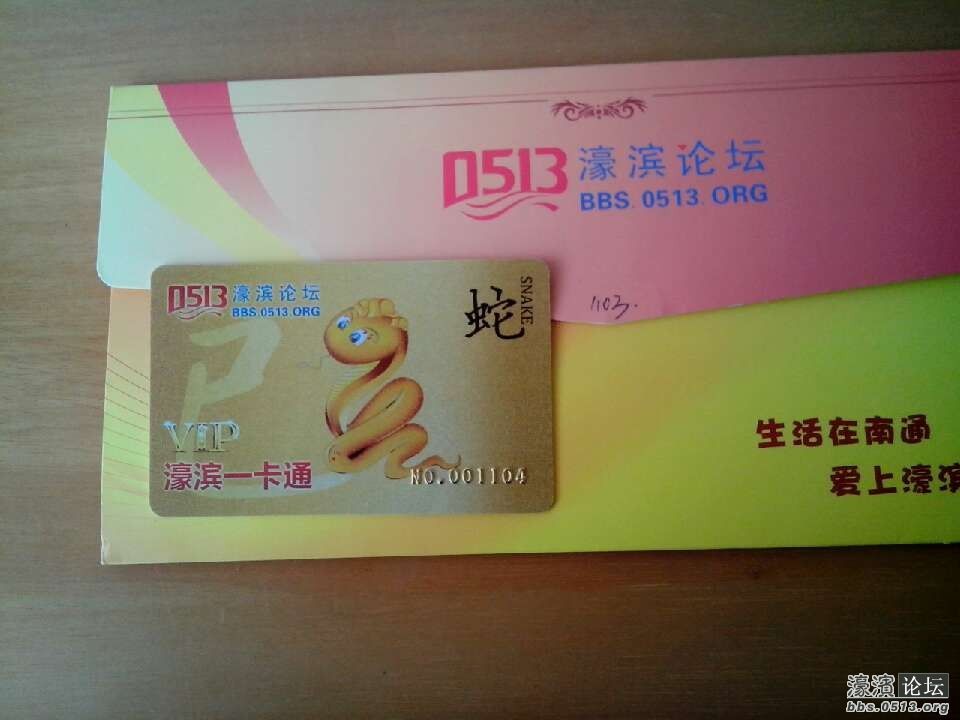 0513 濠滨论坛
BBS.0513.ORG
1103.
0513 濠滨论坛
BBS.0513.ORG
蛇 SNAKE
巳
VIP
濠滨一卡通
NO.001104
生活在南通
爱上濠滨
濠濱论坛
bbs.0513.org